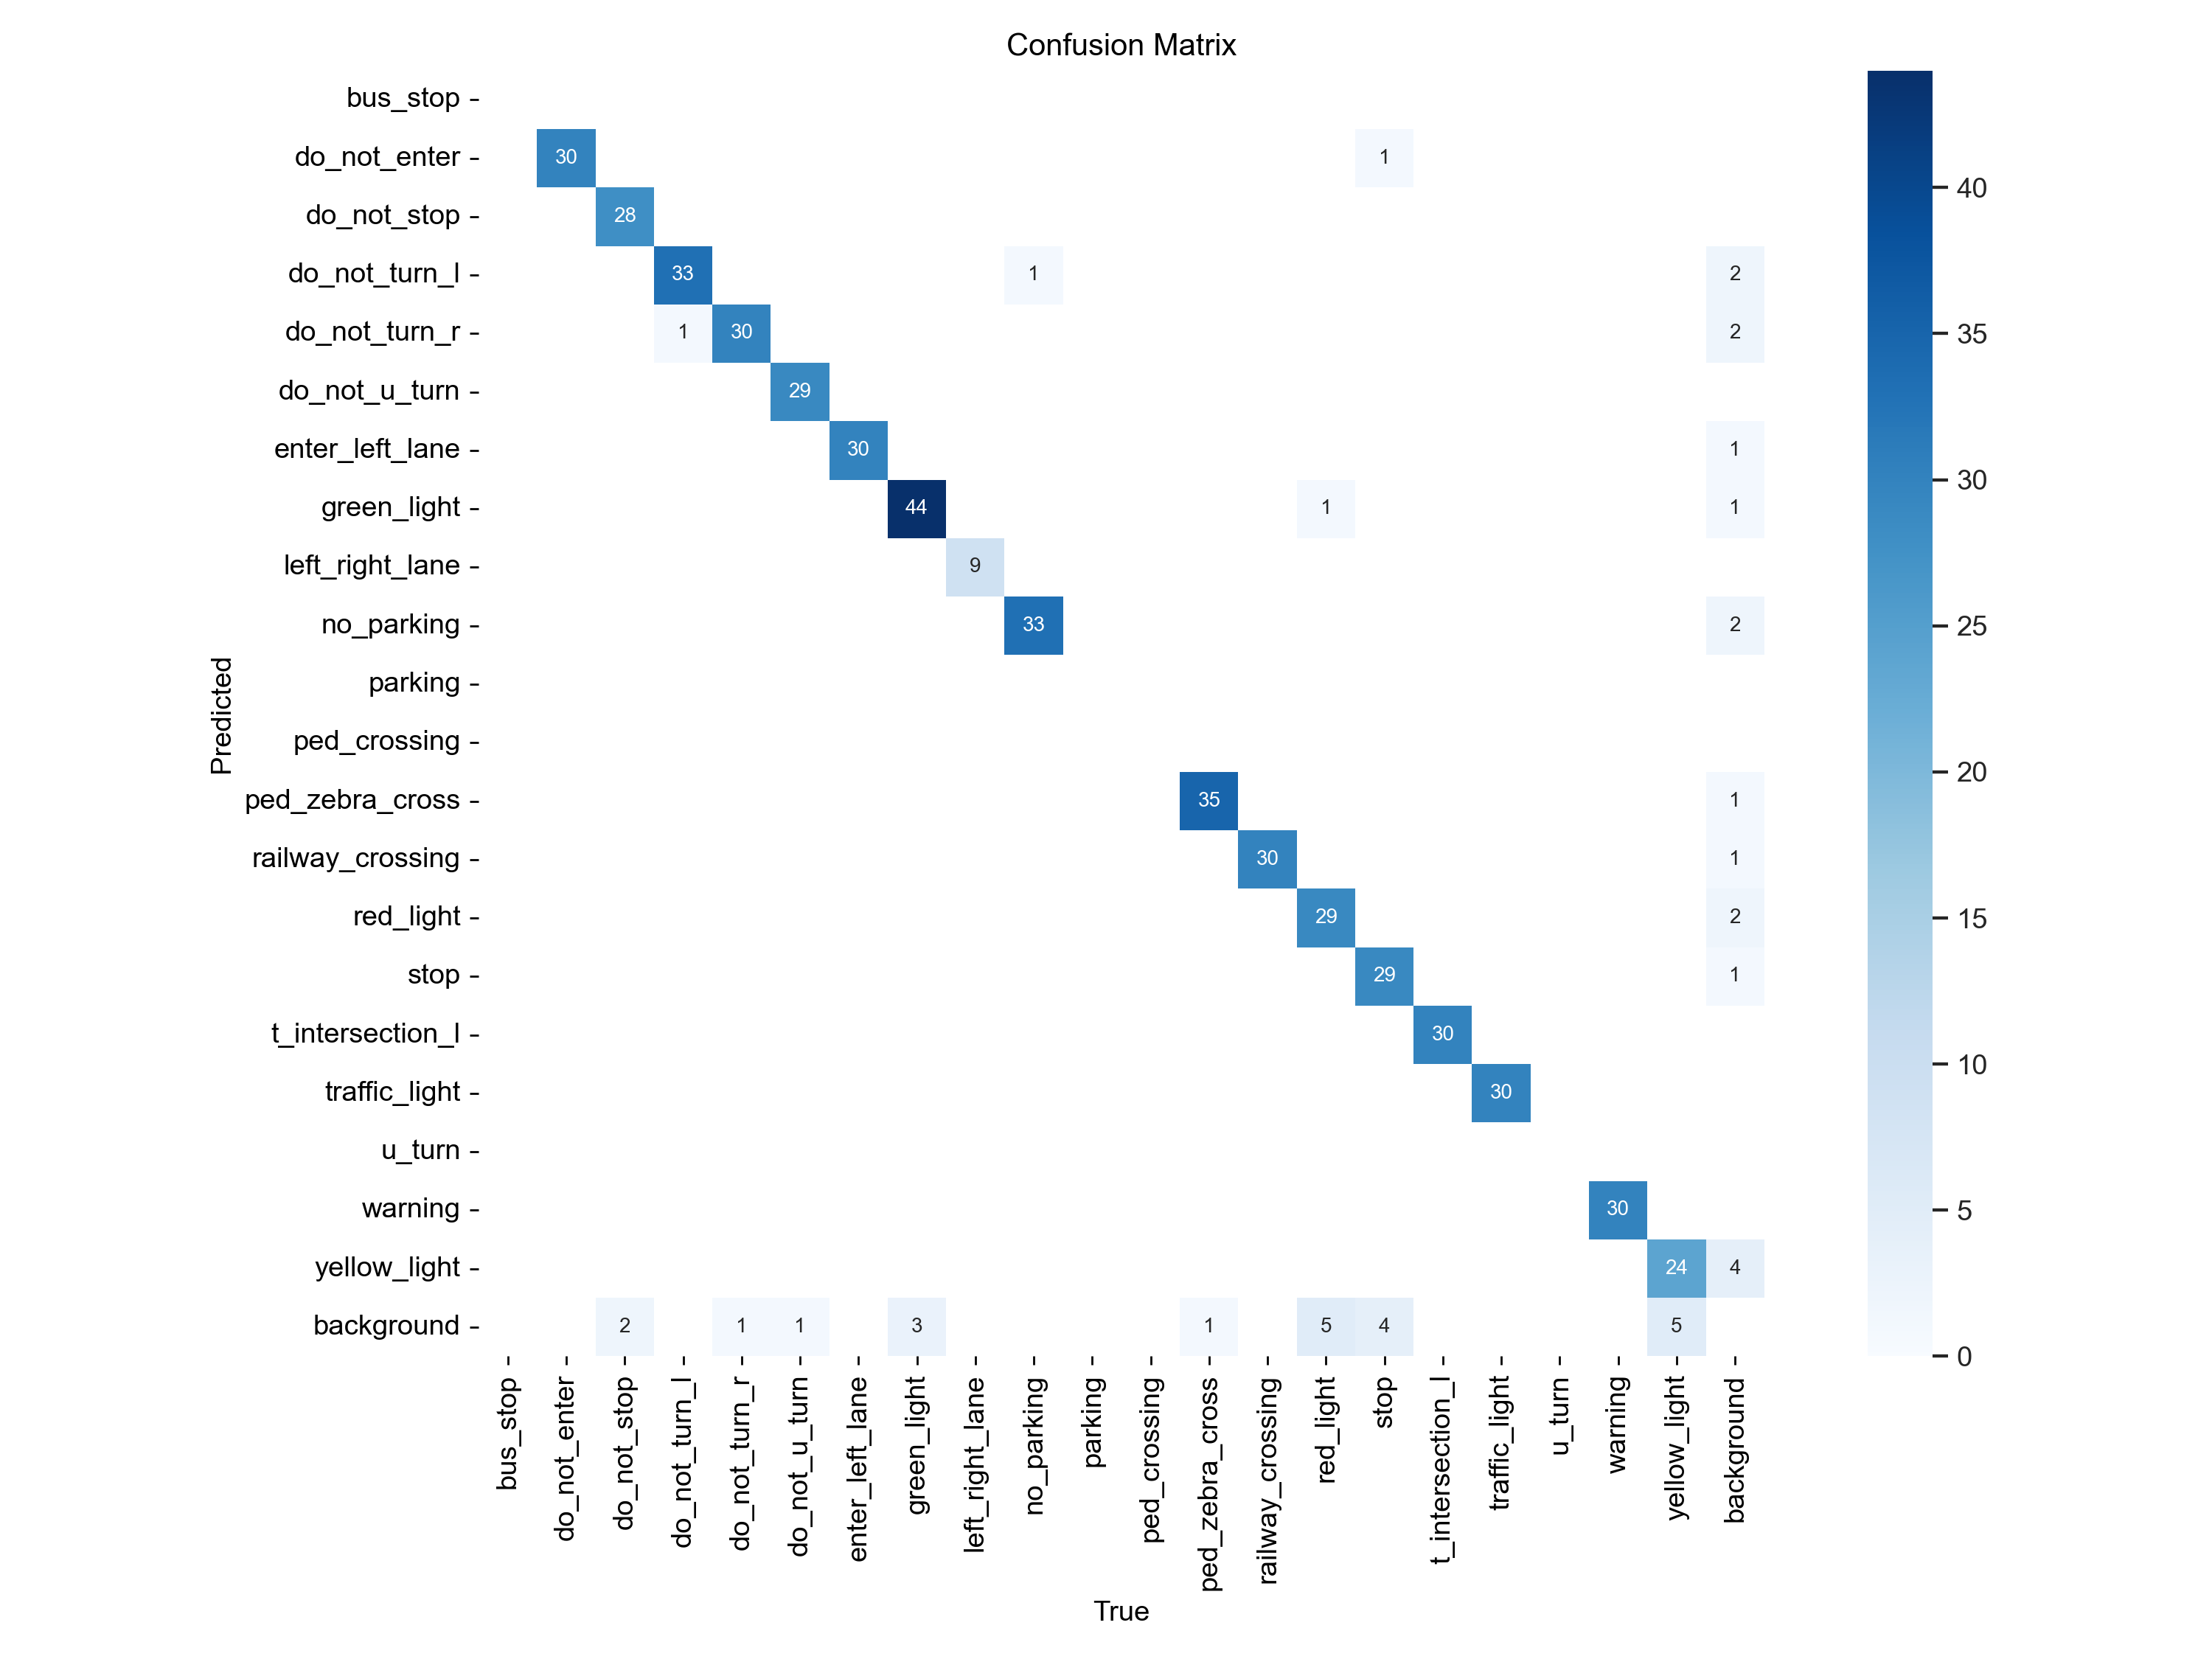 Confusion Matrix
bus_stop
do_not_enter 30 1
do_not_stop 28
do_not_turn_l 33 1 2
do_not_turn_r 1 30 2
do_not_u_turn 29
enter_left_lane 30 1
green_light 44 1 1
left_right_lane 9
no_parking 33 2
parking
ped_crossing
ped_zebra_cross 35 1
railway_crossing 30 1
red_light 29 2
stop 29 1
t_intersection_l 30
traffic_light 30
u_turn
warning 30
yellow_light 24 4
background 2 1 1 3 1 5 4 5
Predicted
bus_stop
do_not_enter
do_not_stop
do_not_turn_l
do_not_turn_r
do_not_u_turn
enter_left_lane
green_light
left_right_lane
no_parking
parking
ped_crossing
ped_zebra_cross
railway_crossing
red_light
stop
t_intersection_l
traffic_light
u_turn
warning
yellow_light
background
True
40
35
30
25
20
15
10
5
0